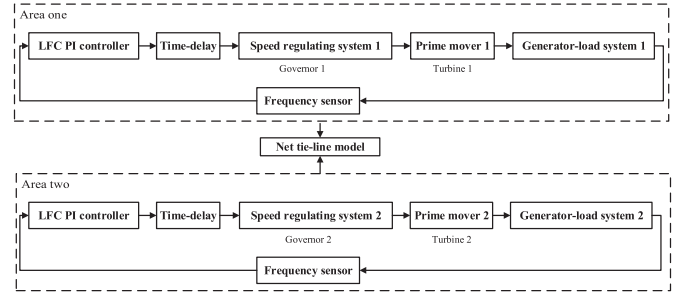 Area one
LFC PI controller
Time-delay
Speed regulating system 1
Prime mover 1
Generator-load system 1
Governor 1
Turbine 1
Frequency sensor
Net tie-line model
Area two
LFC PI controller
Time-delay
Speed regulating system 2
Prime mover 2
Generator-load system 2
Governor 2
Turbine 2
Frequency sensor